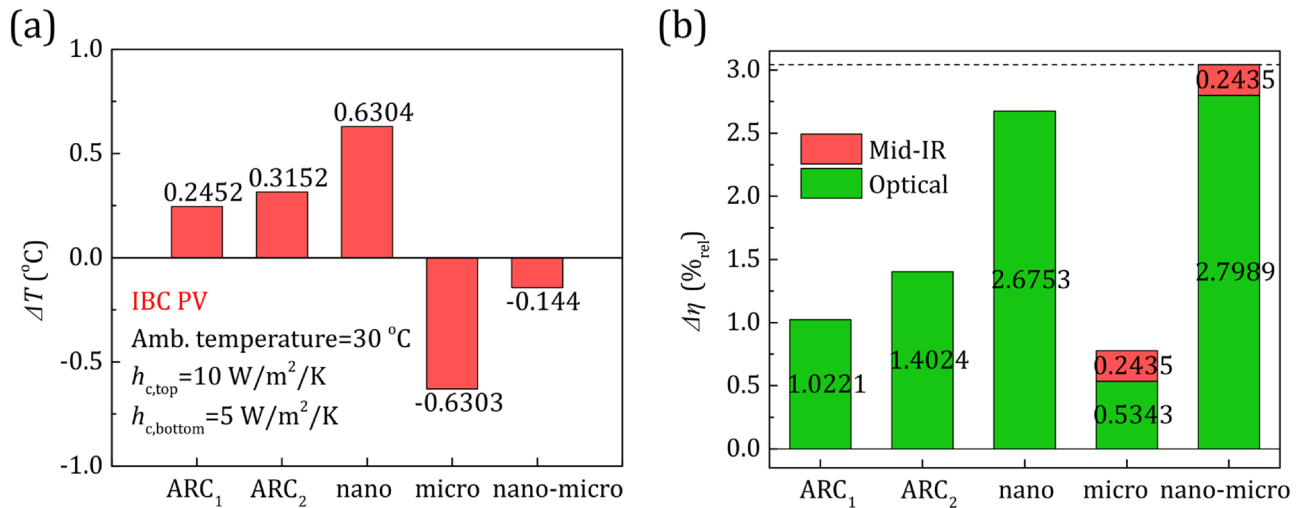 (a)
1.0
0.5
0.0
-0.5
-1.0
ΔT (°C)
0.2452
0.3152
0.6304
-0.6303
-0.144
IBC PV
Amb. temperature=30 °C
h_c,top=10 W/m²/K
h_c,bottom=5 W/m²/K
ARC₁ ARC₂ nano micro nano-micro
(b)
3.0
2.5
2.0
1.5
1.0
0.5
0.0
Δη (%rel)
Mid-IR
Optical
1.0221
1.4024
2.6753
0.2435
0.5343
0.2435
2.7989
ARC₁ ARC₂ nano micro nano-micro